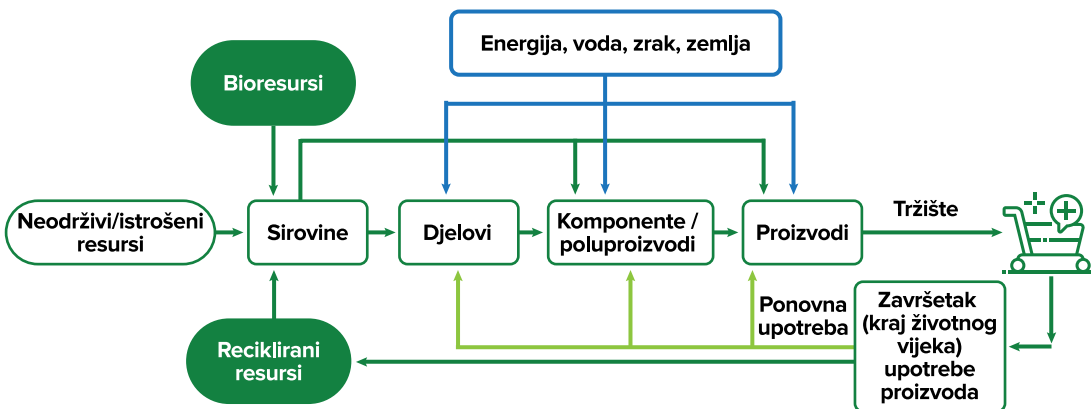 Energija, voda, zrak, zemlja
Bioresursi
Neodrživi/istrošeni
resursi
Sirovine
Djelovi
Komponente /
poluproizvodi
Proizvodi
Tržište
Ponovna
upotreba
Završetak
(kraj životnog
vijeka)
upotrebe
proizvoda
Reciklirani
resursi